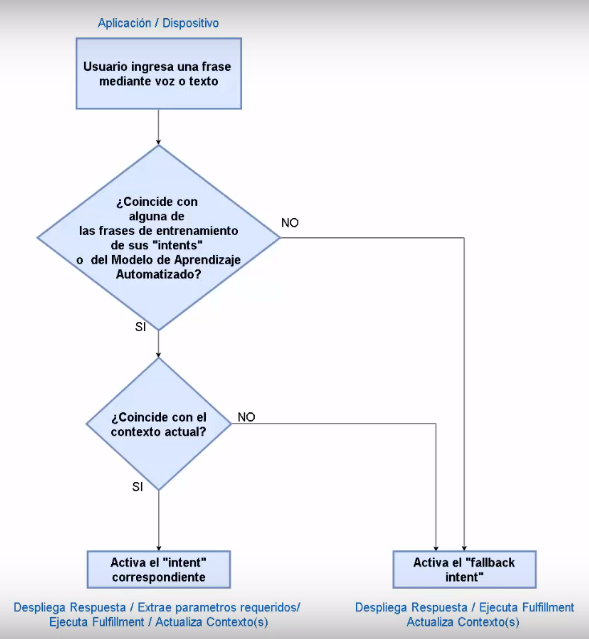 Aplicación / Dispositivo
Usuario ingresa una frase
mediante voz o texto
¿Coincide con
alguna de
las frases de entrenamiento
de sus "intents"
o del Modelo de Aprendizaje
Automatizado?
NO
SI
¿Coincide con el
contexto actual?
NO
SI
Activa el "intent"
correspondiente
Activa el "fallback
intent"
Despliega Respuesta / Extrae parametros requeridos/
Ejecuta Fulfillment / Actualiza Contexto(s)
Despliega Respuesta / Ejecuta Fulfillment
Actualiza Contexto(s)